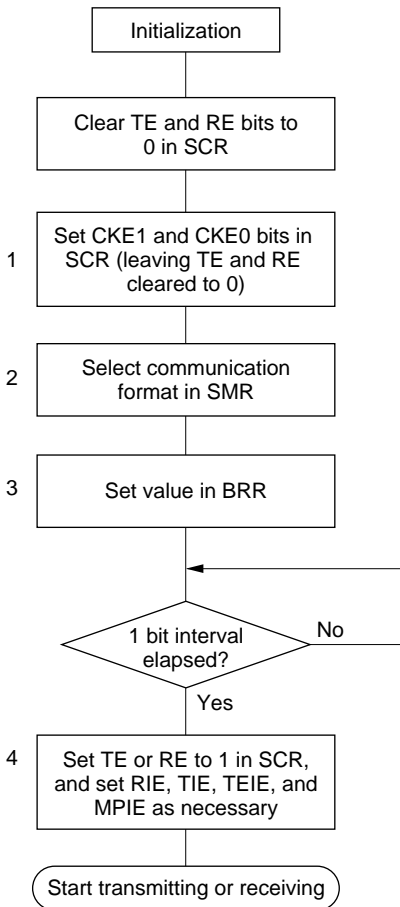 Initialization
Clear TE and RE bits to
0 in SCR
1
Set CKE1 and CKE0 bits in
SCR (leaving TE and RE
cleared to 0)
2
Select communication
format in SMR
3
Set value in BRR
1 bit interval
elapsed?
No
Yes
4
Set TE or RE to 1 in SCR,
and set RIE, TIE, TEIE, and
MPIE as necessary
Start transmitting or receiving